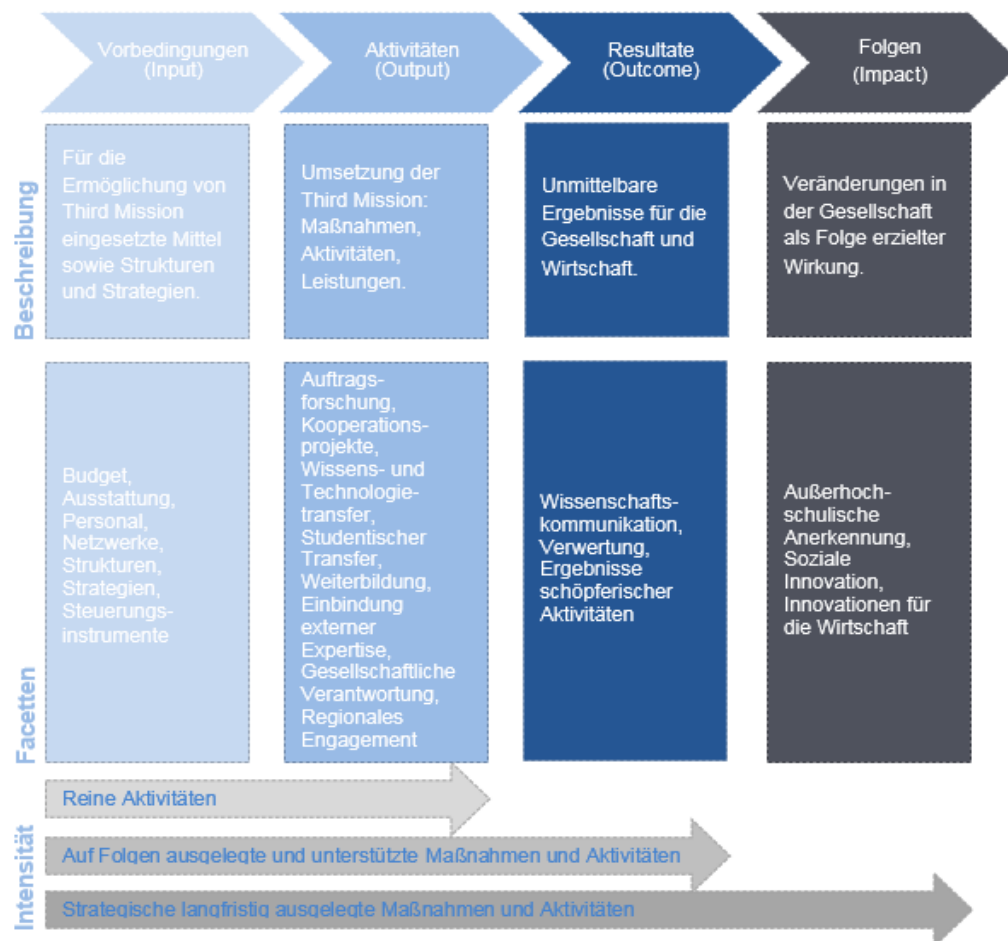 Vorbedingungen
(Input)
Aktivitäten
(Output)
Resultate
(Outcome)
Folgen
(Impact)
Beschreibung
Für die
Ermöglichung von
Third Mission
eingesetzte Mittel
sowie Strukturen
und Strategien.
Umsetzung der
Third Mission:
Maßnahmen,
Aktivitäten,
Leistungen.
Unmittelbare
Ergebnisse für die
Gesellschaft und
Wirtschaft.
Veränderungen in
der Gesellschaft
als Folge erzielter
Wirkung.
Facetten
Budget,
Ausstattung,
Personal,
Netzwerke,
Strukturen,
Strategien,
Steuerungs-
instrumente
Auftrags-
forschung,
Kooperations-
projekte,
Wissens- und
Technologie-
transfer,
Studentischer
Transfer,
Weiterbildung,
Einbindung
externer
Expertise,
Gesellschaftliche
Verantwortung,
Regionales
Engagement
Wissenschafts-
kommunikation,
Verwertung,
Ergebnisse
schöpferischer
Aktivitäten
Außerhoch-
schulische
Anerkennung,
Soziale
Innovation,
Innovationen für
die Wirtschaft
Intensität
Reine Aktivitäten
Auf Folgen ausgelegte und unterstützte Maßnahmen und Aktivitäten
Strategische langfristig ausgelegte Maßnahmen und Aktivitäten